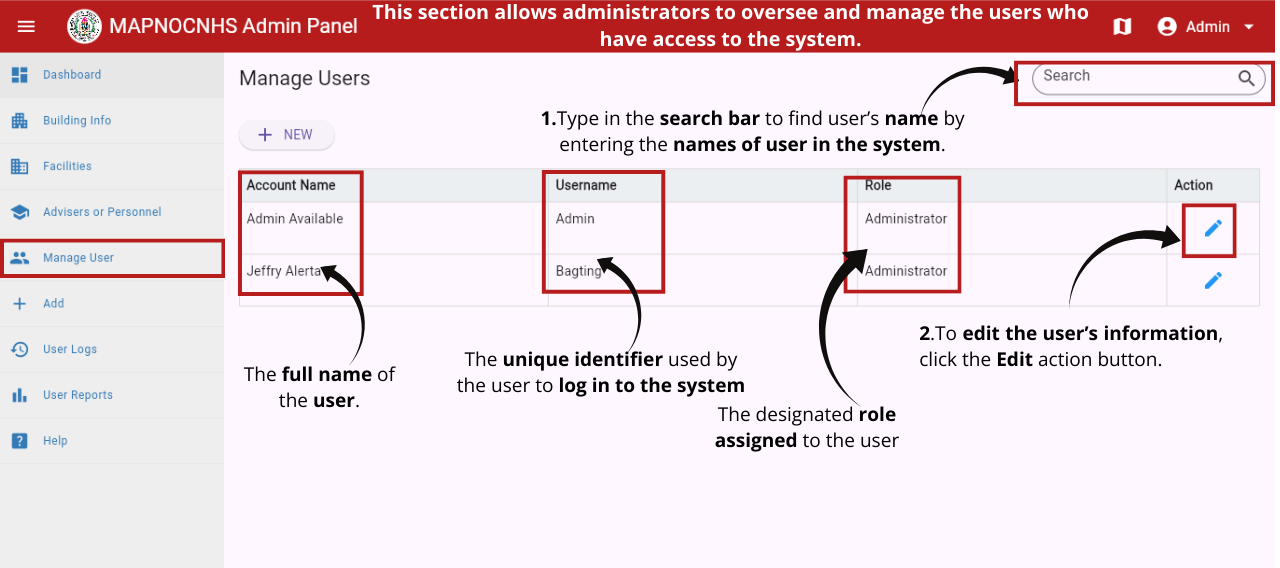 MAPNOCNHS Admin Panel
This section allows administrators to oversee and manage the users who
have access to the system.
Admin
Dashboard
Building Info
Facilities
Advisers or Personnel
Manage User
Add
User Logs
User Reports
? Help
Manage Users
Search
1.Type in the search bar to find user’s name by
entering the names of user in the system.
+ NEW
Account Name Username Role Action
Admin Available Admin Administrator
Jeffry Alerta Bagting Administrator
The full name of
the user.
The unique identifier used by
the user to log in to the system
The designated role
assigned to the user
2.To edit the user’s information,
click the Edit action button.